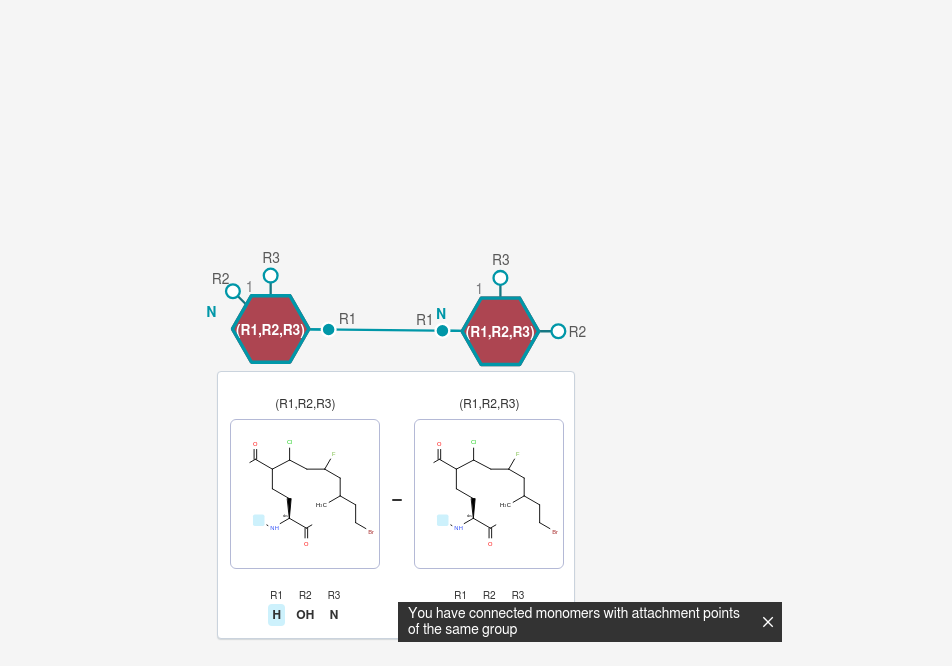 R3
R3
R2
1
1
N
N
R1
R1
(R1,R2,R3)
(R1,R2,R3)
R2
(R1,R2,R3)
(R1,R2,R3)
O
Cl
F
H₃C
NH
O
Br
O
Cl
F
H₃C
NH
O
Br
–
R1 R2 R3
R1 R2 R3
H OH N
You have connected monomers with attachment points
of the same group